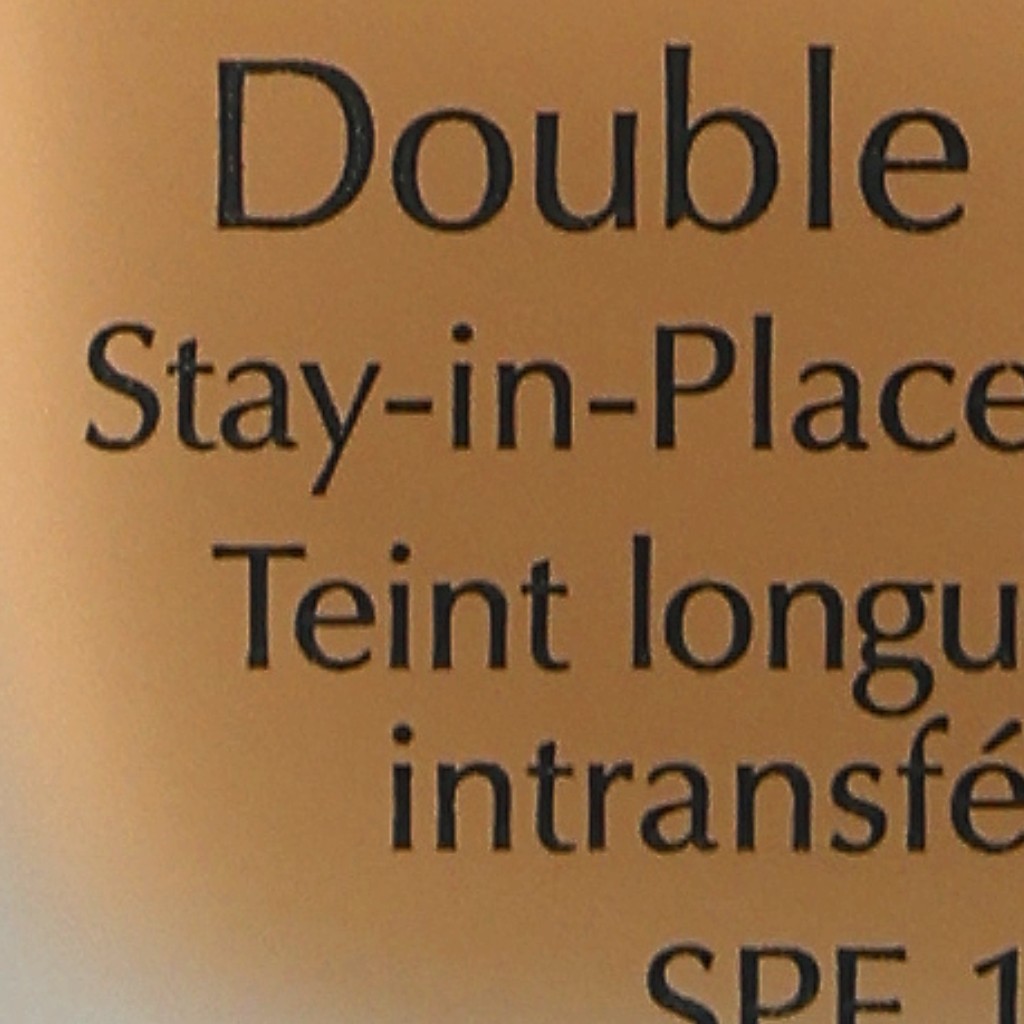 Double
Stay-in-Place
Teint longu
intransfé
SPF 1